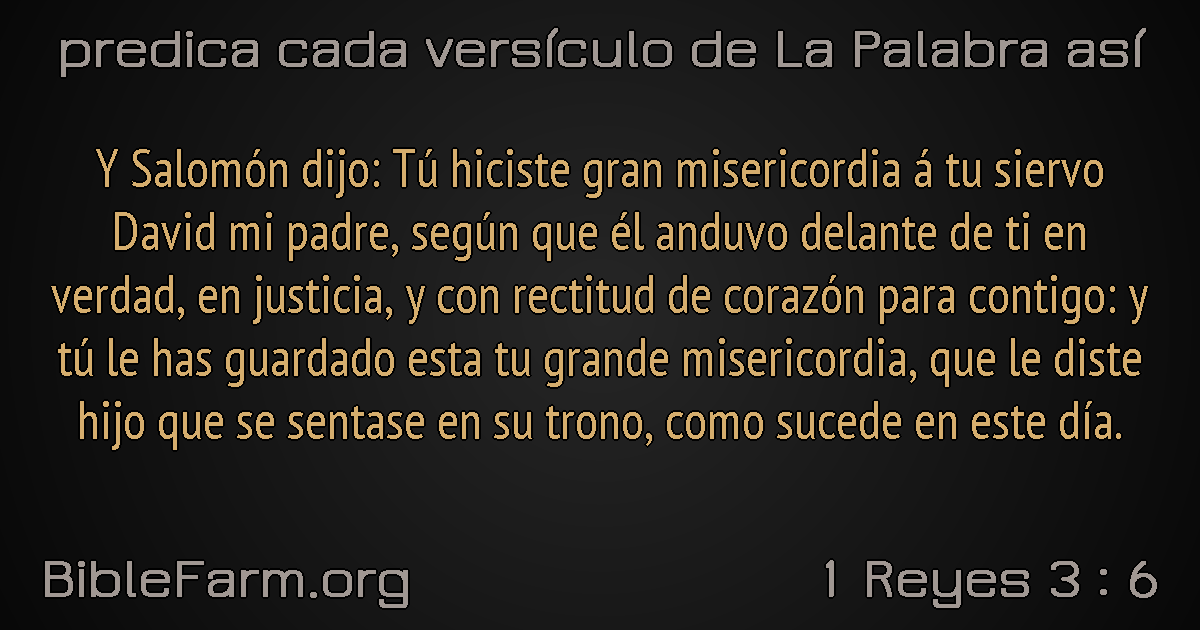 predica cada versículo de La Palabra así
Y Salomón dijo: Tú hiciste gran misericordia á tu siervo
David mi padre, según que él anduvo delante de ti en
verdad, en justicia, y con rectitud de corazón para contigo: y
tú le has guardado esta tu grande misericordia, que le diste
hijo que se sentase en su trono, como sucede en este día.
BibleFarm.org
1 Reyes 3 : 6